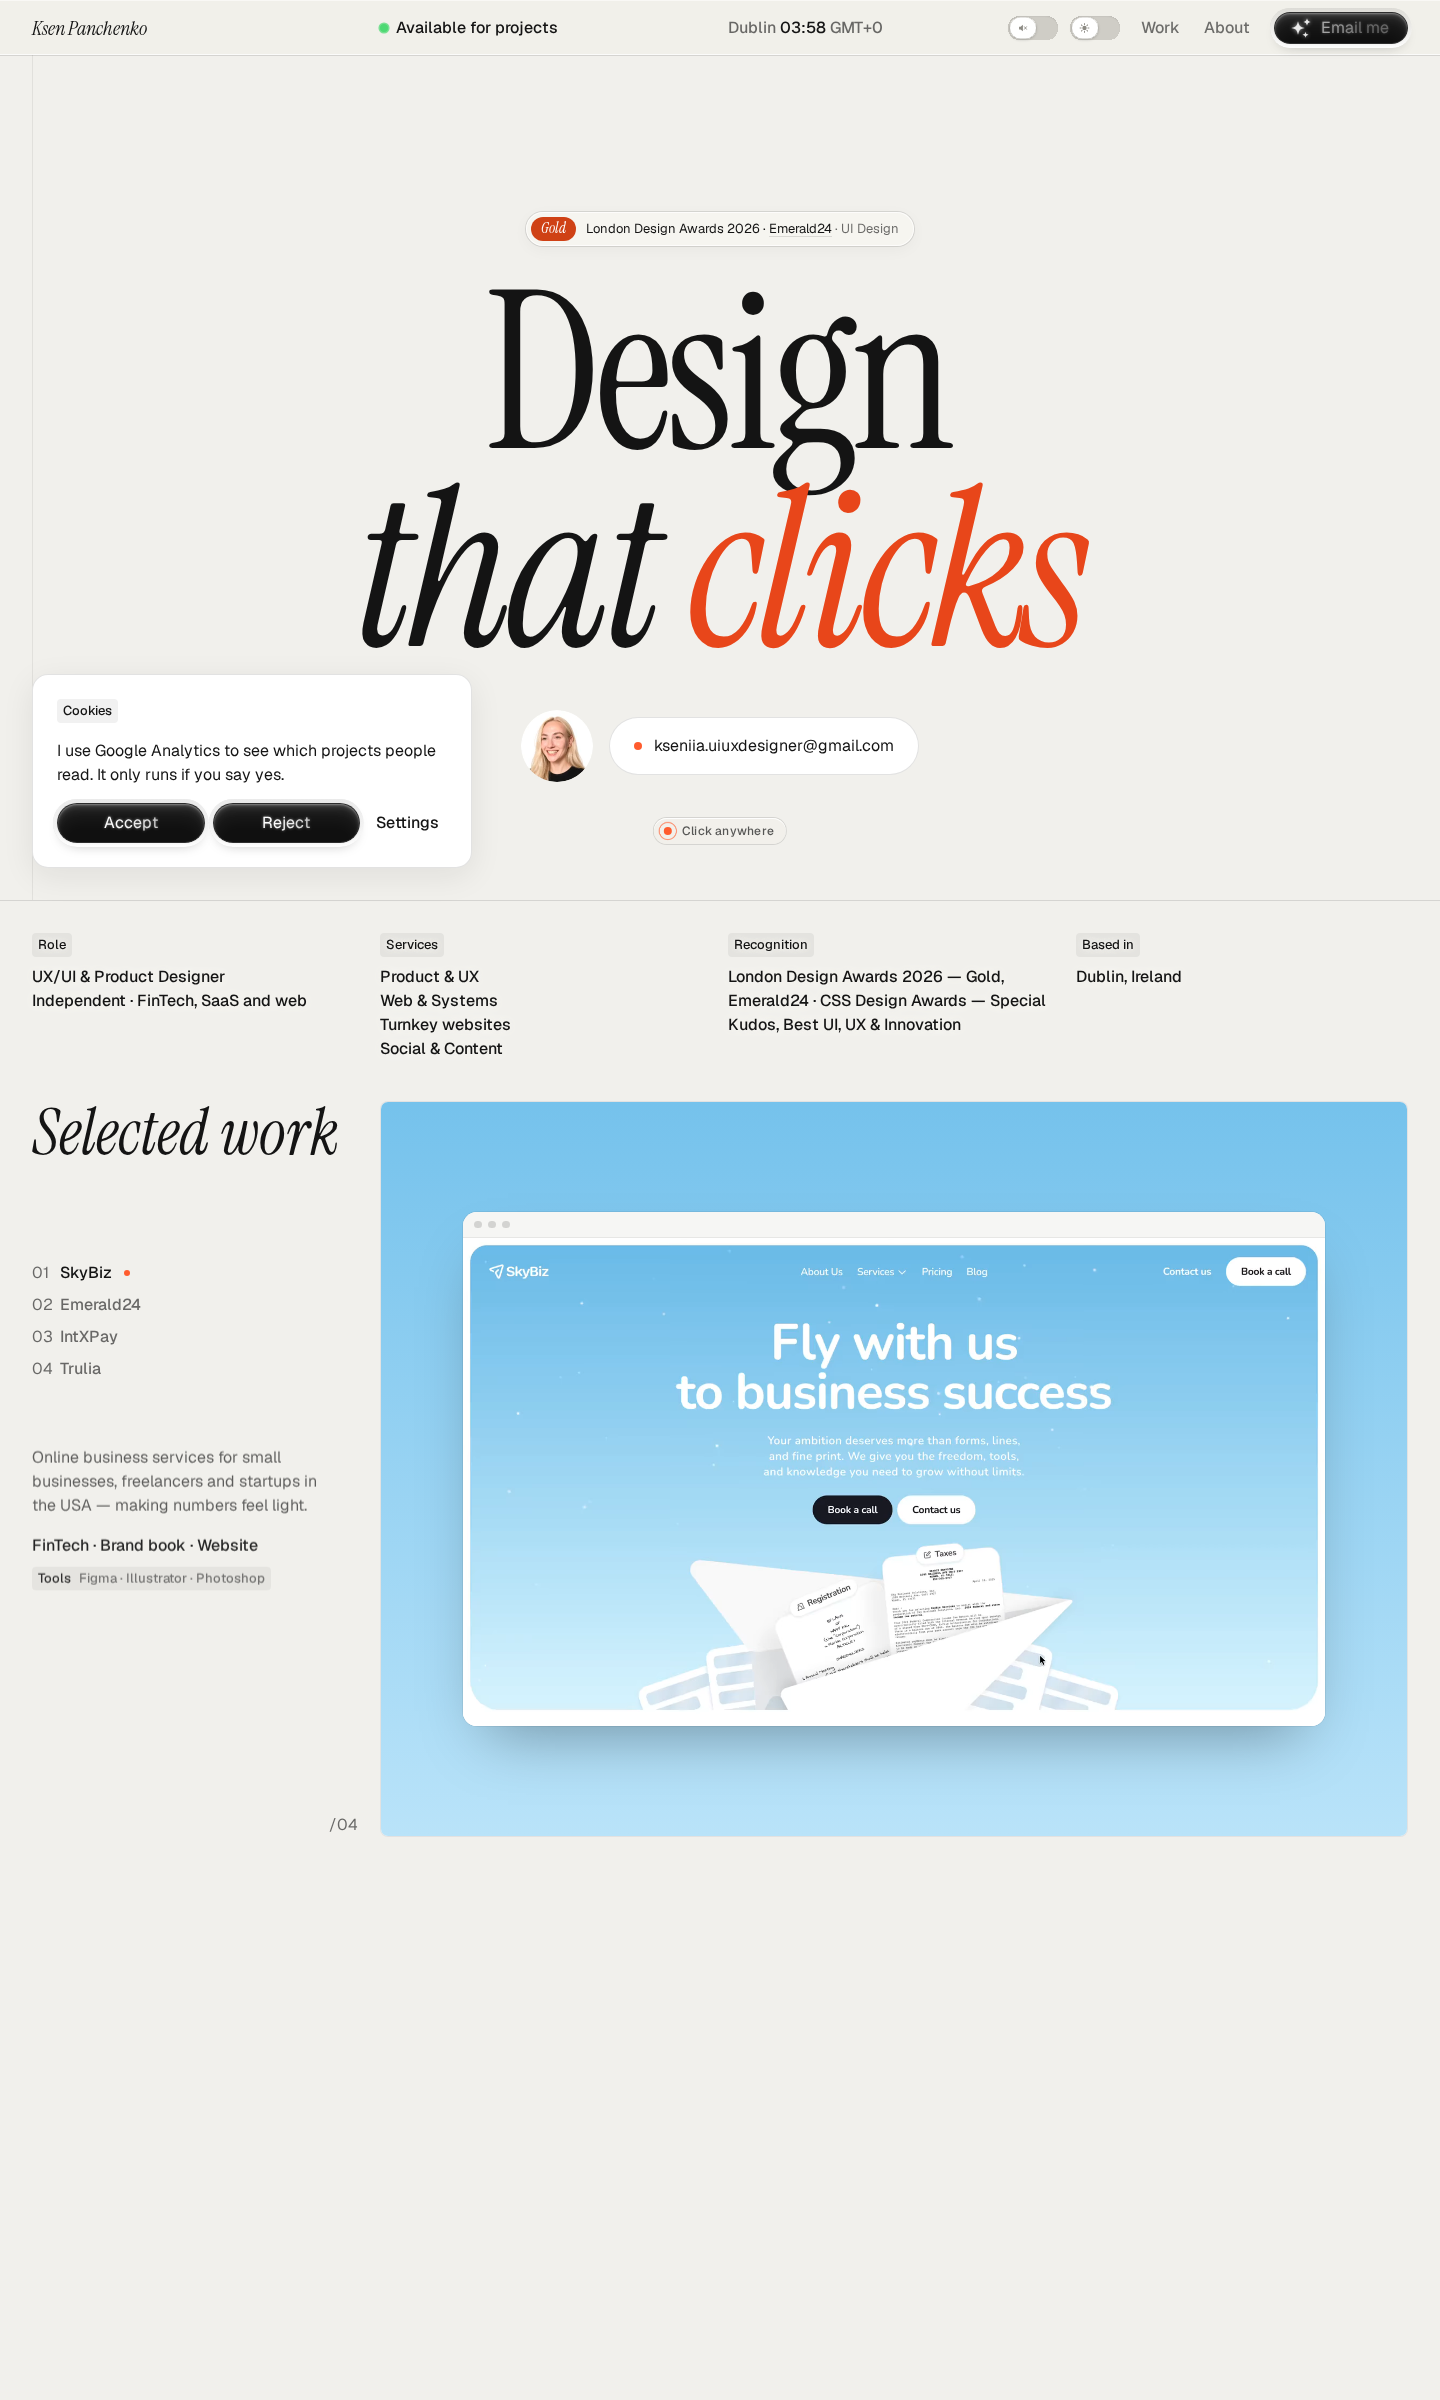 Ksen Panchenko
Available for projects
Dublin 03:58 GMT+0
Work
About
Email me
Gold London Design Awards 2026 · Emerald24 · UI Design
Design
that clicks
Cookies
I use Google Analytics to see which projects people
read. It only runs if you say yes.
Accept
Reject
Settings
kseniia.uiuxdesigner@gmail.com
Click anywhere
Role
UX/UI & Product Designer
Independent · FinTech, SaaS and web
Services
Product & UX
Web & Systems
Turnkey websites
Social & Content
Recognition
London Design Awards 2026 — Gold,
Emerald24 · CSS Design Awards — Special
Kudos, Best UI, UX & Innovation
Based in
Dublin, Ireland
Selected work
01 SkyBiz
02 Emerald24
03 IntXPay
04 Trulia
Online business services for small
businesses, freelancers and startups in
the USA — making numbers feel light.
FinTech · Brand book · Website
Tools Figma · Illustrator · Photoshop
/04
SkyBiz
About Us
Services
Pricing
Blog
Contact us
Book a call
Fly with us
to business success
Your ambition deserves more than forms, lines,
and fine print. We give you the freedom, tools,
and knowledge you need to grow without limits.
Book a call
Contact us
Taxes
Registration